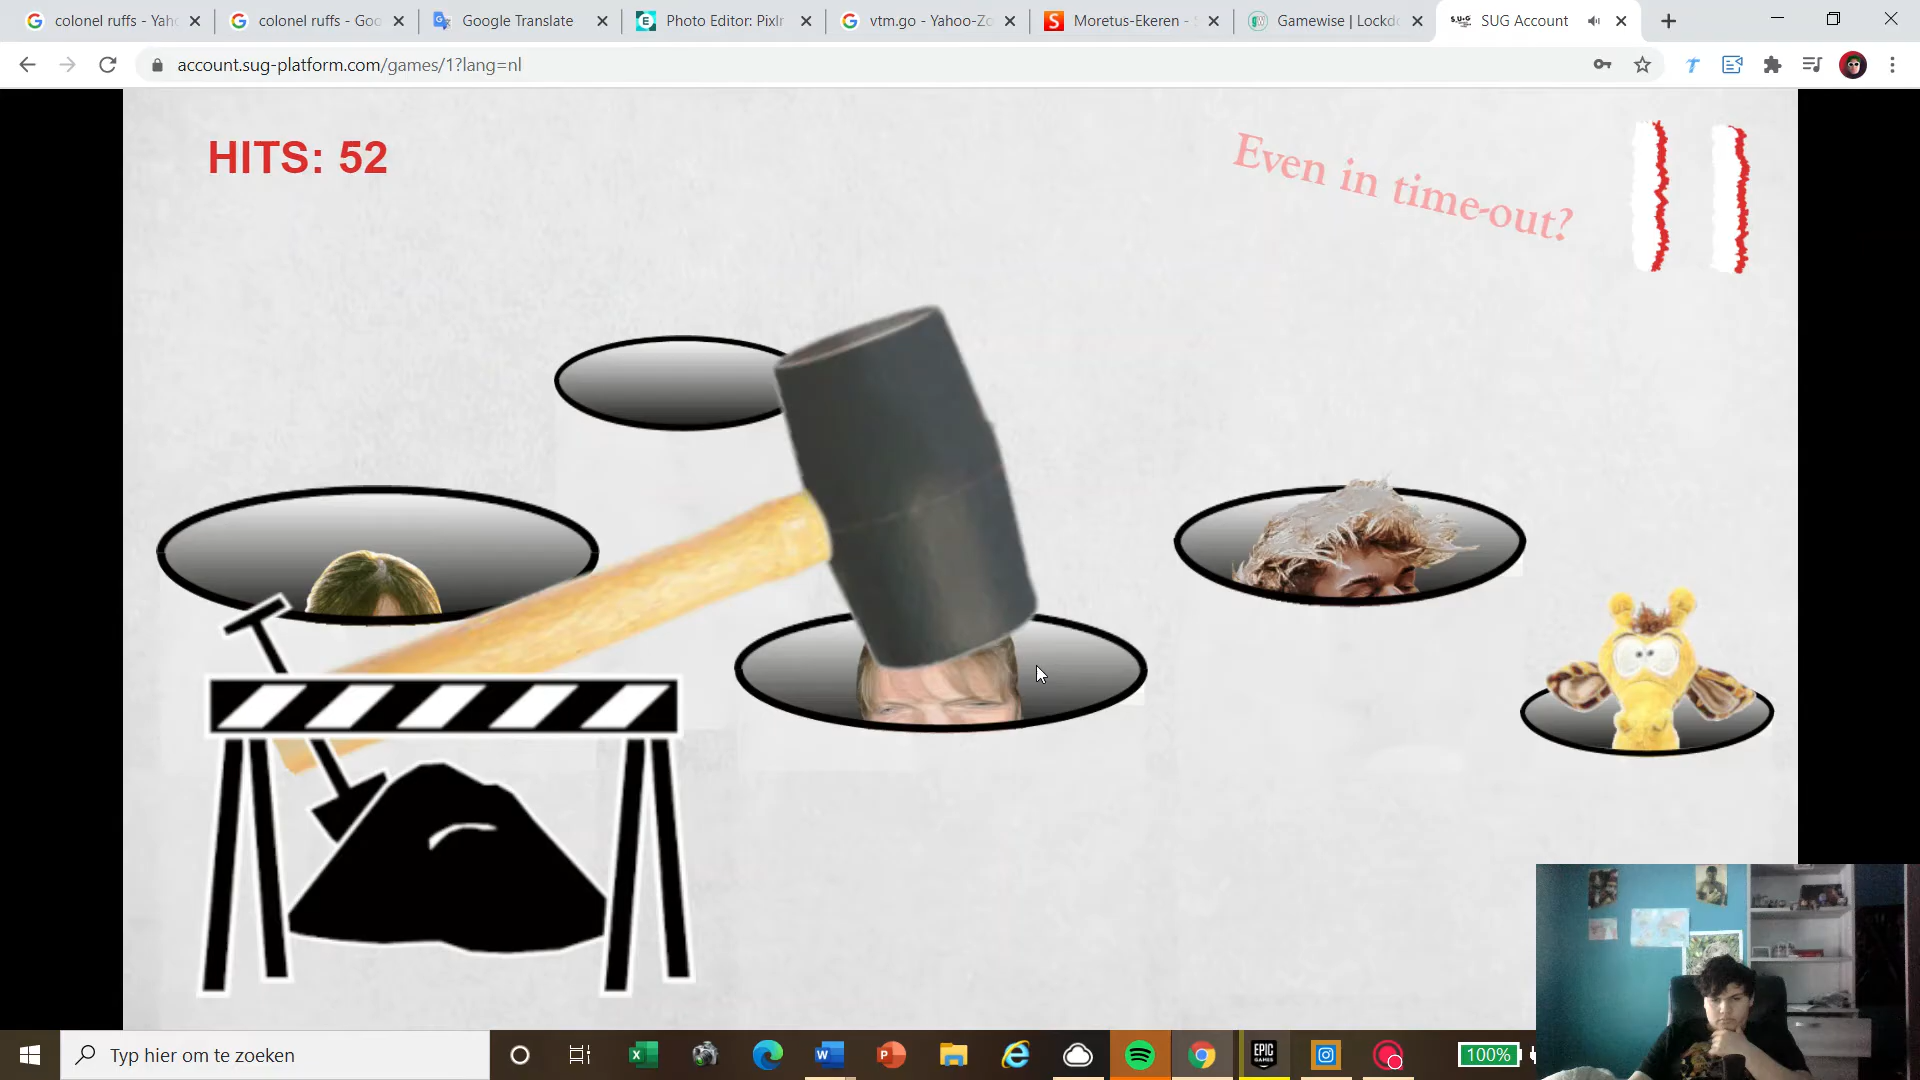 colonel ruffs - Yah
colonel ruffs - Goo
Google Translate
Photo Editor: Pixlr
vtm.go - Yahoo-Zo
Moretus-Ekeren -
Gamewise | Lockdo
SUG Account
account.sug-platform.com/games/1?lang=nl
HITS: 52
Even in time-out?
Typ hier om te zoeken
EPIC
GAMES
100%